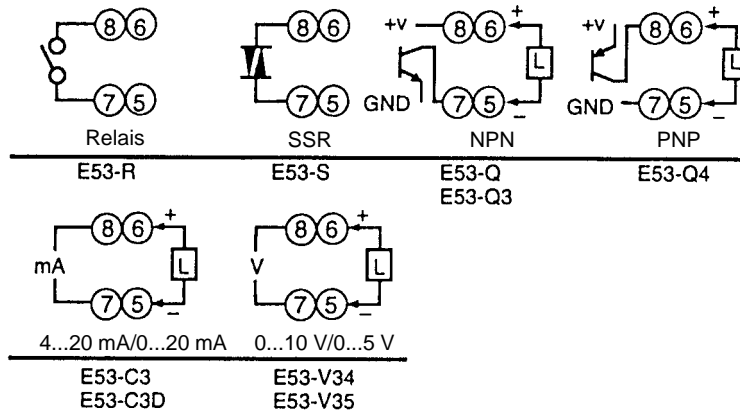 8 6 8 6 +v 8 6 + L +v 8 6 + L
7 5 7 5 GND 7 5 − GND 7 5 −
Relais SSR NPN PNP
E53-R E53-S E53-Q E53-Q4
E53-Q3
8 6 + 8 6 +
mA L V L
7 5 − 7 5 −
4...20 mA/0...20 mA 0...10 V/0...5 V
E53-C3 E53-V34
E53-C3D E53-V35